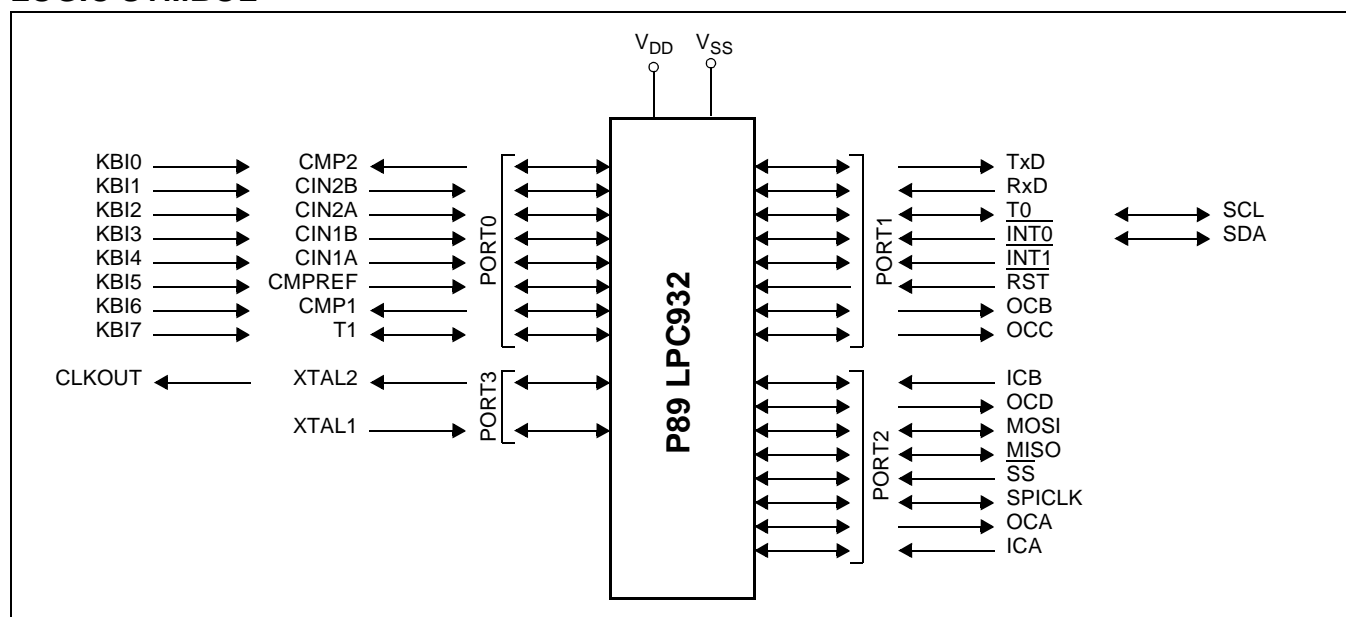 V_DD V_SS
KBI0 CMP2 TxD
KBI1 CIN2B RxD
KBI2 CIN2A T0 SCL
KBI3 CIN1B INT0 SDA
KBI4 CIN1A INT1
KBI5 CMPREF RST
KBI6 CMP1 OCB
KBI7 T1 OCC
PORT0
PORT1
CLKOUT XTAL2 ICB
OCD
XTAL1 MOSI
MISO
SS
SPICLK
OCA
ICA
PORT3
PORT2
P89 LPC932